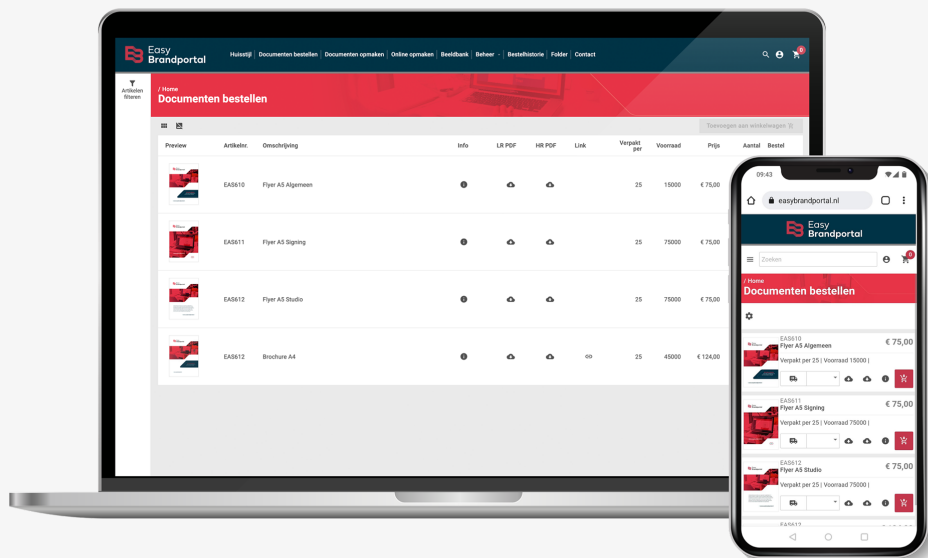 Easy
Brandportal
Huisstijl | Documenten bestellen | Documenten opmaken | Online opmaken | Beeldbank | Beheer | Bestelhistorie | Folder | Contact
0
Artikelen
filteren
/ Home
Documenten bestellen
Toevoegen aan winkelwagen
Preview Artikelnr. Omschrijving Info LR PDF HR PDF Link Verpakt per Voorraad Prijs Aantal Bestel
EAS610 Flyer A5 Algemeen 25 15000 € 75,00
EAS611 Flyer A5 Signing 25 75000 € 75,00
EAS612 Flyer A5 Studio 25 75000 € 75,00
EAS612 Brochure A4 25 45000 € 124,00
09:43
easybrandportal.nl
Easy
Brandportal
Zoeken
0
/ Home
Documenten bestellen
EAS610 € 75,00
Flyer A5 Algemeen
Verpakt per 25 | Voorraad 15000 |
EAS611 € 75,00
Flyer A5 Signing
Verpakt per 25 | Voorraad 75000 |
EAS612 € 75,00
Flyer A5 Studio
Verpakt per 25 | Voorraad 75000 |
EAS612